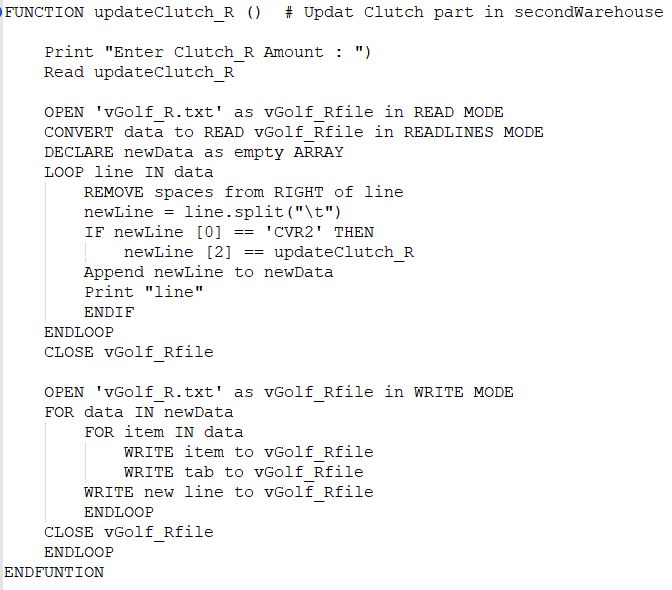 FUNCTION updateClutch_R ()  # Updat Clutch part in secondWarehouse
Print "Enter Clutch_R Amount : ")
Read updateClutch_R
OPEN 'vGolf_R.txt' as vGolf_Rfile in READ MODE
CONVERT data to READ vGolf_Rfile in READLINES MODE
DECLARE newData as empty ARRAY
LOOP line IN data
REMOVE spaces from RIGHT of line
newLine = line.split("\t")
IF newLine [0] == 'CVR2' THEN
newLine [2] == updateClutch_R
Append newLine to newData
Print "line"
ENDIF
ENDLOOP
CLOSE vGolf_Rfile
OPEN 'vGolf_R.txt' as vGolf_Rfile in WRITE MODE
FOR data IN newData
FOR item IN data
WRITE item to vGolf_Rfile
WRITE tab to vGolf_Rfile
WRITE new line to vGolf_Rfile
ENDLOOP
CLOSE vGolf_Rfile
ENDLOOP
ENDFUNTION